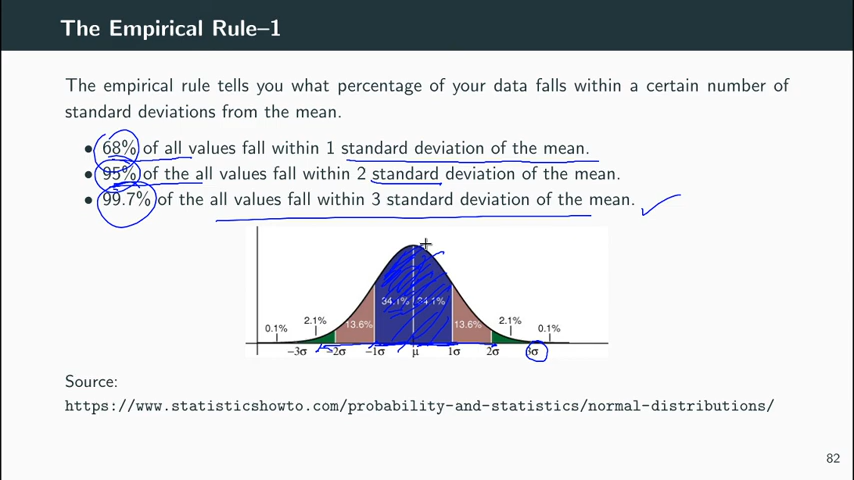 The Empirical Rule–1
The empirical rule tells you what percentage of your data falls within a certain number of
standard deviations from the mean.
• 68% of all values fall within 1 standard deviation of the mean.
• 95% of the all values fall within 2 standard deviation of the mean.
• 99.7% of the all values fall within 3 standard deviation of the mean.
34.1% 34.1%
2.1% 13.6% 13.6% 2.1%
0.1% 0.1%
−3σ −2σ −1σ μ 1σ 2σ 3σ
Source:
https://www.statisticshowto.com/probability-and-statistics/normal-distributions/
82